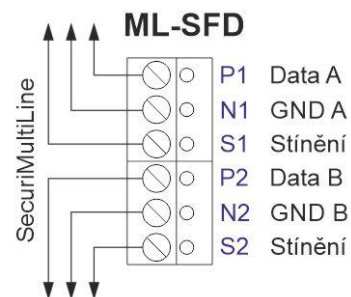 ML-SFD
SecuriMultiLine
P1 Data A
N1 GND A
S1 Stínění
P2 Data B
N2 GND B
S2 Stínění